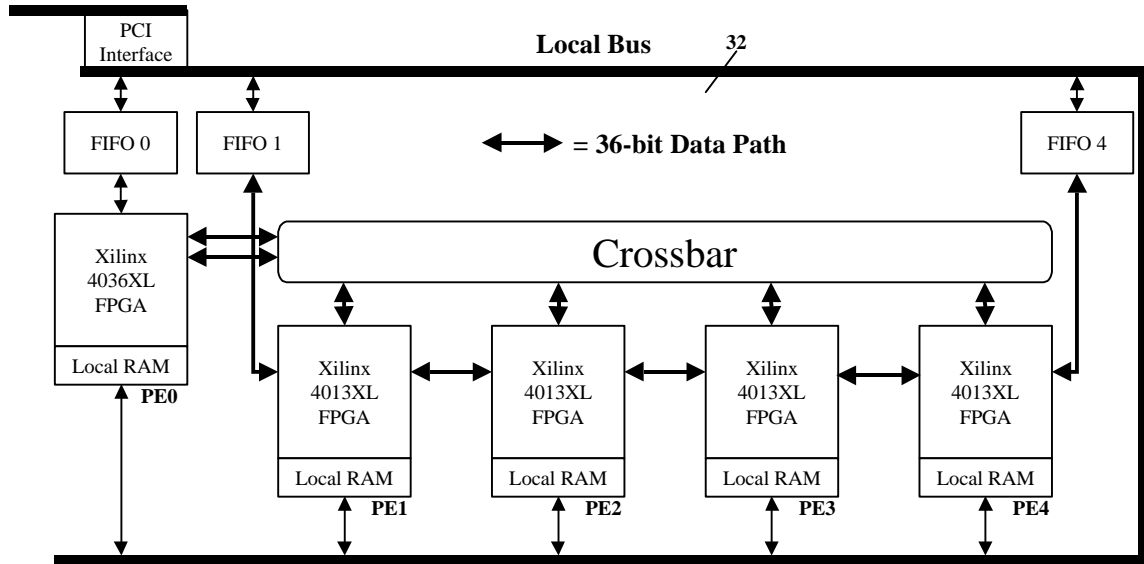 PCI
Interface
Local Bus
32
FIFO 0
FIFO 1
= 36-bit Data Path
FIFO 4
Xilinx
4036XL
FPGA
Local RAM
PE0
Crossbar
Xilinx
4013XL
FPGA
Local RAM
PE1
Xilinx
4013XL
FPGA
Local RAM
PE2
Xilinx
4013XL
FPGA
Local RAM
PE3
Xilinx
4013XL
FPGA
Local RAM
PE4